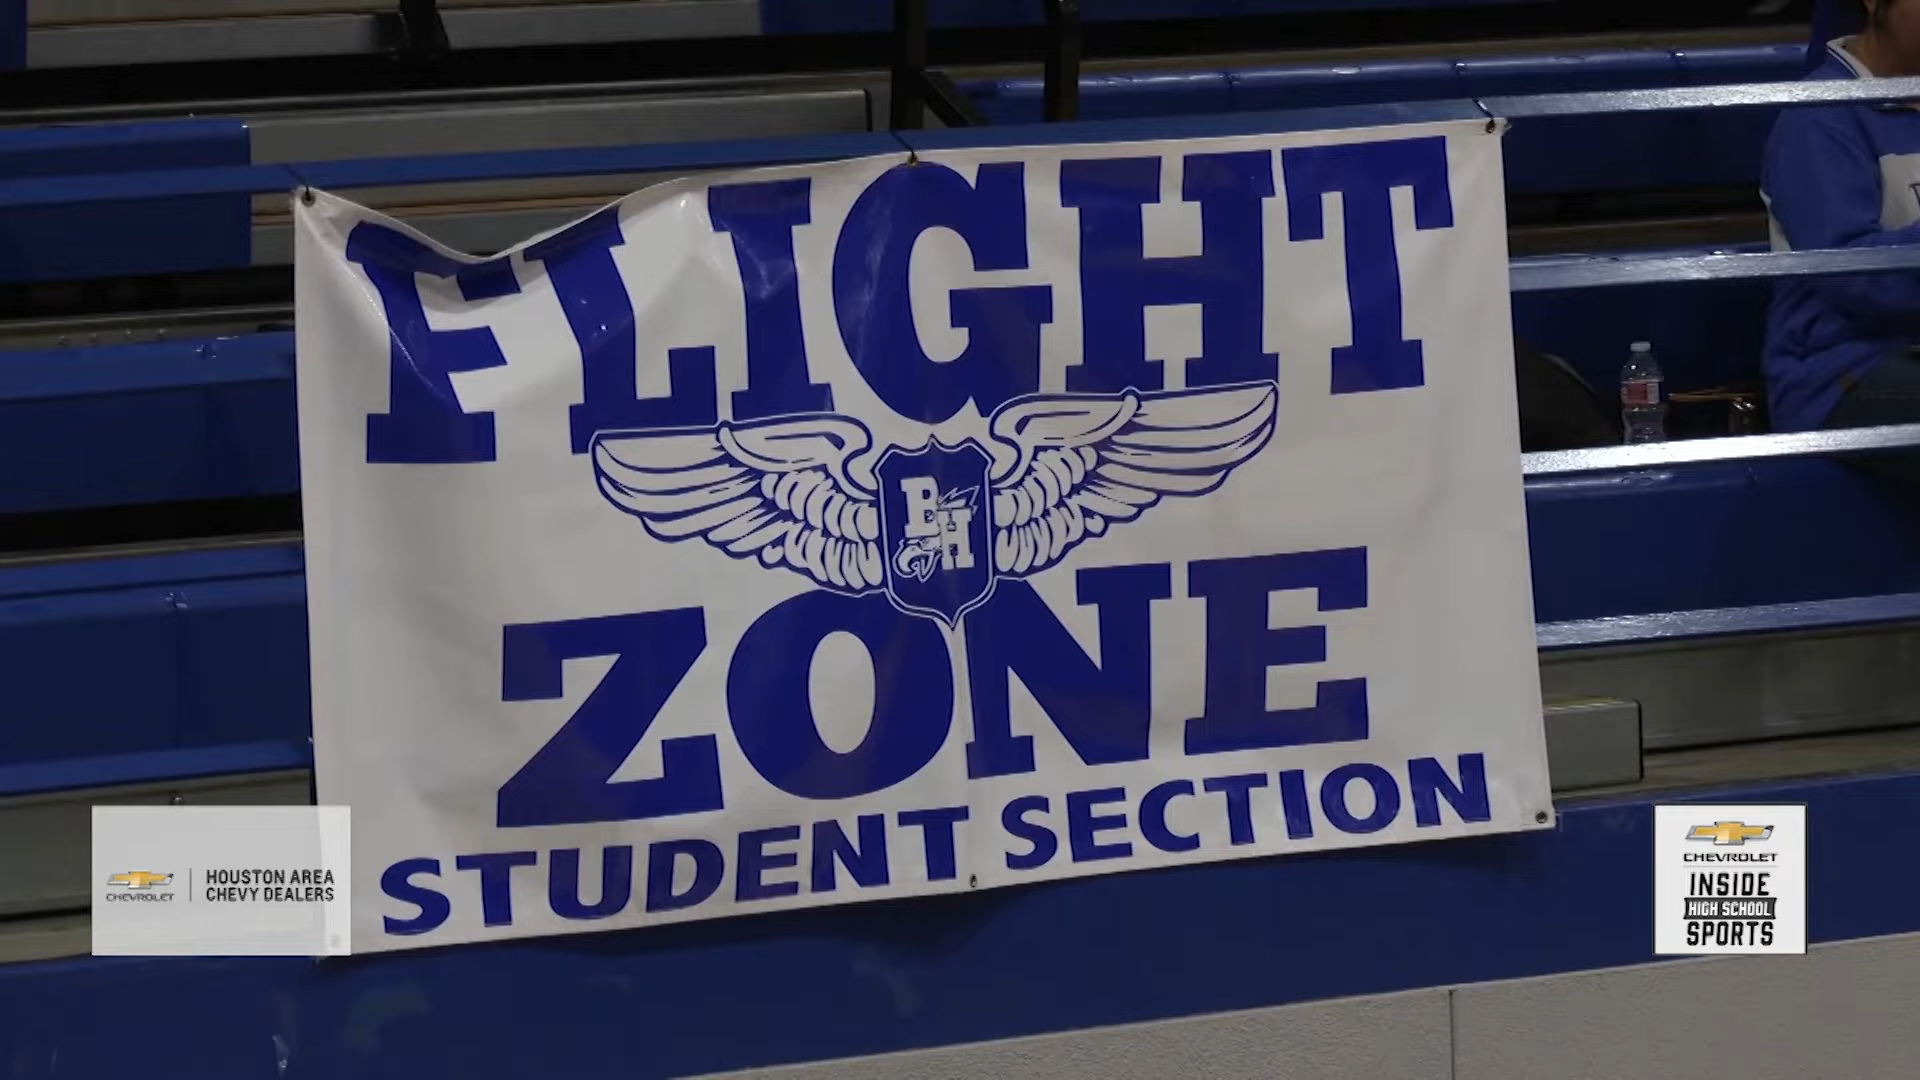 FLIGHT
BH
ZONE
STUDENT SECTION
CHEVROLET
HOUSTON AREA
CHEVY DEALERS
CHEVROLET
INSIDE
HIGH SCHOOL
SPORTS